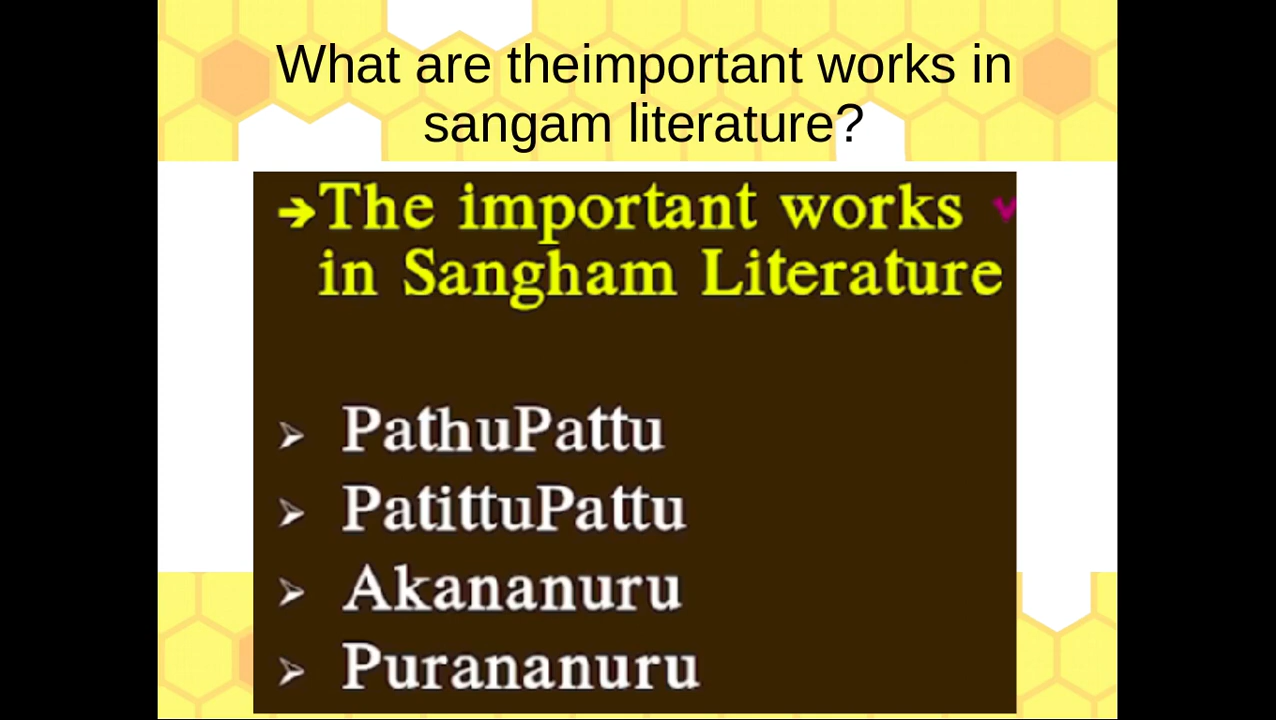 What are theimportant works in
sangam literature?
➔The important works
in Sangham Literature
➢ PathuPattu
➢ PatittuPattu
➢ Akananuru
➢ Purananuru